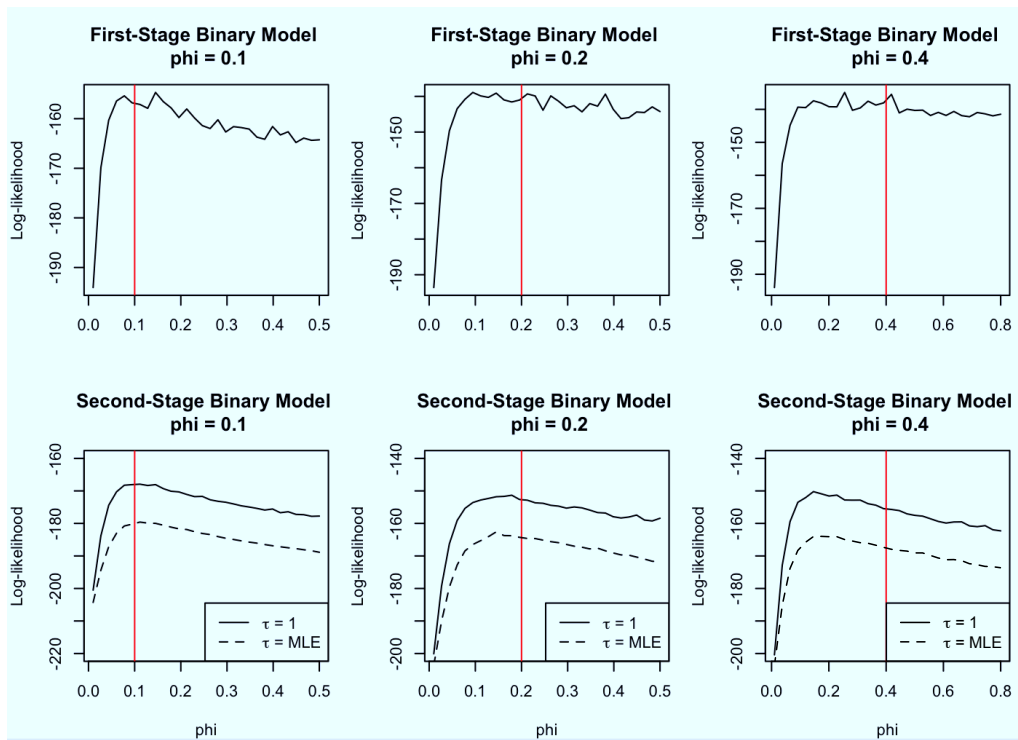 First-Stage Binary Model
phi = 0.1
Log-likelihood
-160
-170
-180
-190
0.0 0.1 0.2 0.3 0.4 0.5
First-Stage Binary Model
phi = 0.2
Log-likelihood
-150
-170
-190
0.0 0.1 0.2 0.3 0.4 0.5
First-Stage Binary Model
phi = 0.4
Log-likelihood
-150
-170
-190
0.0 0.2 0.4 0.6 0.8
Second-Stage Binary Model
phi = 0.1
Log-likelihood
-160
-180
-200
-220
τ = 1
τ = MLE
0.0 0.1 0.2 0.3 0.4 0.5
phi
Second-Stage Binary Model
phi = 0.2
Log-likelihood
-140
-160
-180
-200
τ = 1
τ = MLE
0.0 0.1 0.2 0.3 0.4 0.5
phi
Second-Stage Binary Model
phi = 0.4
Log-likelihood
-140
-160
-180
-200
τ = 1
τ = MLE
0.0 0.2 0.4 0.6 0.8
phi